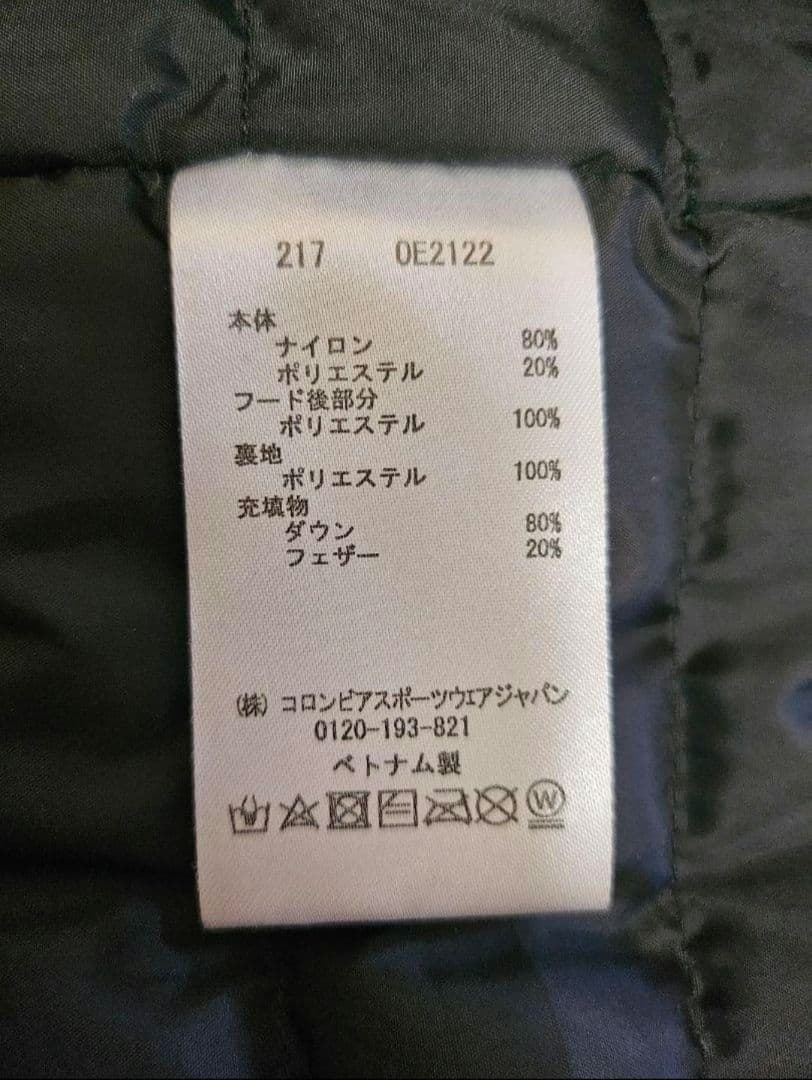 217 0E2122
本体
ナイロン 80%
ポリエステル 20%
フード後部分
ポリエステル 100%
裏地
ポリエステル 100%
充填物
ダウン 80%
フェザー 20%
(株) コロンビアスポーツウェアジャパン
0120-193-821
ベトナム製
W